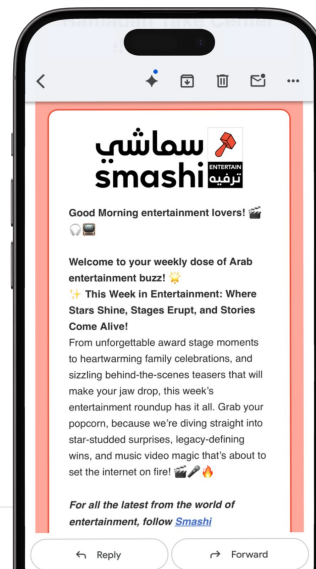 سماشي
smashi
ENTERTAIN
ترفيه
Good Morning entertainment lovers! 🎬
🎧📺
Welcome to your weekly dose of Arab
entertainment buzz! 🌟
✨ This Week in Entertainment: Where
Stars Shine, Stages Erupt, and Stories
Come Alive!
From unforgettable award stage moments
to heartwarming family celebrations, and
sizzling behind-the-scenes teasers that will
make your jaw drop, this week's
entertainment roundup has it all. Grab your
popcorn, because we're diving straight into
star-studded surprises, legacy-defining
wins, and music video magic that's about to
set the internet on fire! 🎬🎤🔥
For all the latest from the world of
entertainment, follow Smashi
Reply
Forward